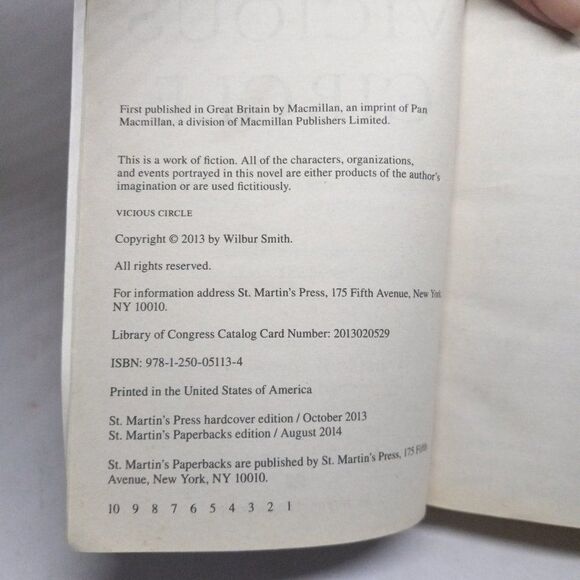 First published in Great Britain by Macmillan, an imprint of Pan
Macmillan, a division of Macmillan Publishers Limited.
This is a work of fiction. All of the characters, organizations,
and events portrayed in this novel are either products of the author's
imagination or are used fictitiously.
VICIOUS CIRCLE
Copyright © 2013 by Wilbur Smith.
All rights reserved.
For information address St. Martin's Press, 175 Fifth Avenue, New York
NY 10010.
Library of Congress Catalog Card Number: 2013020529
ISBN: 978-1-250-05113-4
Printed in the United States of America
St. Martin's Press hardcover edition / October 2013
St. Martin's Paperbacks edition / August 2014
St. Martin's Paperbacks are published by St. Martin's Press, 175 Fifth
Avenue, New York, NY 10010.
10 9 8 7 6 5 4 3 2 1